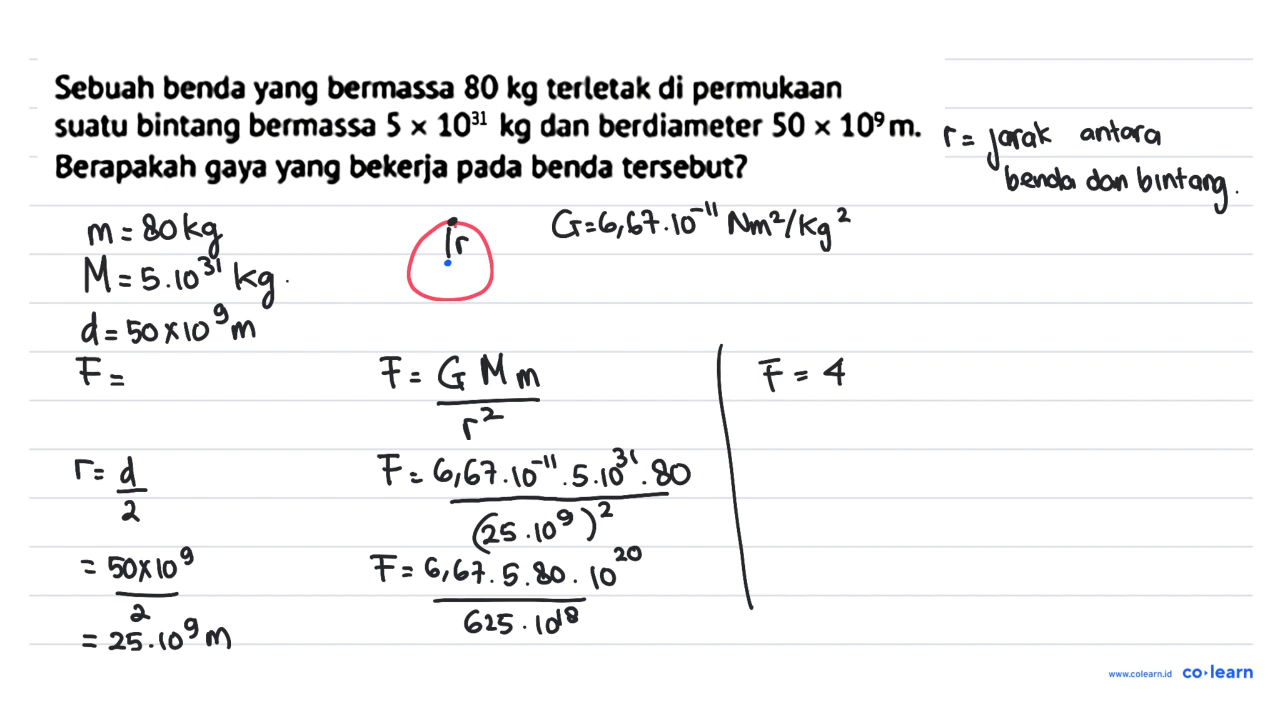 Sebuah benda yang bermassa 80 kg terletak di permukaan
suatu bintang bermassa 5 × 10³¹ kg dan berdiameter 50 × 10⁹ m.
Berapakah gaya yang bekerja pada benda tersebut?
r = jarak antara
benda dan bintang.
m = 80 kg
M = 5.10³¹ kg.
d = 50 x 10⁹ m
F =
r = d/2
= 50x10⁹/2
= 25.10⁹ m
r
G = 6,67.10⁻¹¹ Nm²/kg²
F = G M m / r²
F = 6,67.10⁻¹¹ .5.10³¹ .80 / (25.10⁹)²
F = 6,67.5.80.10²⁰ / 625.10¹⁸
F = 4
www.colearn.id co·learn